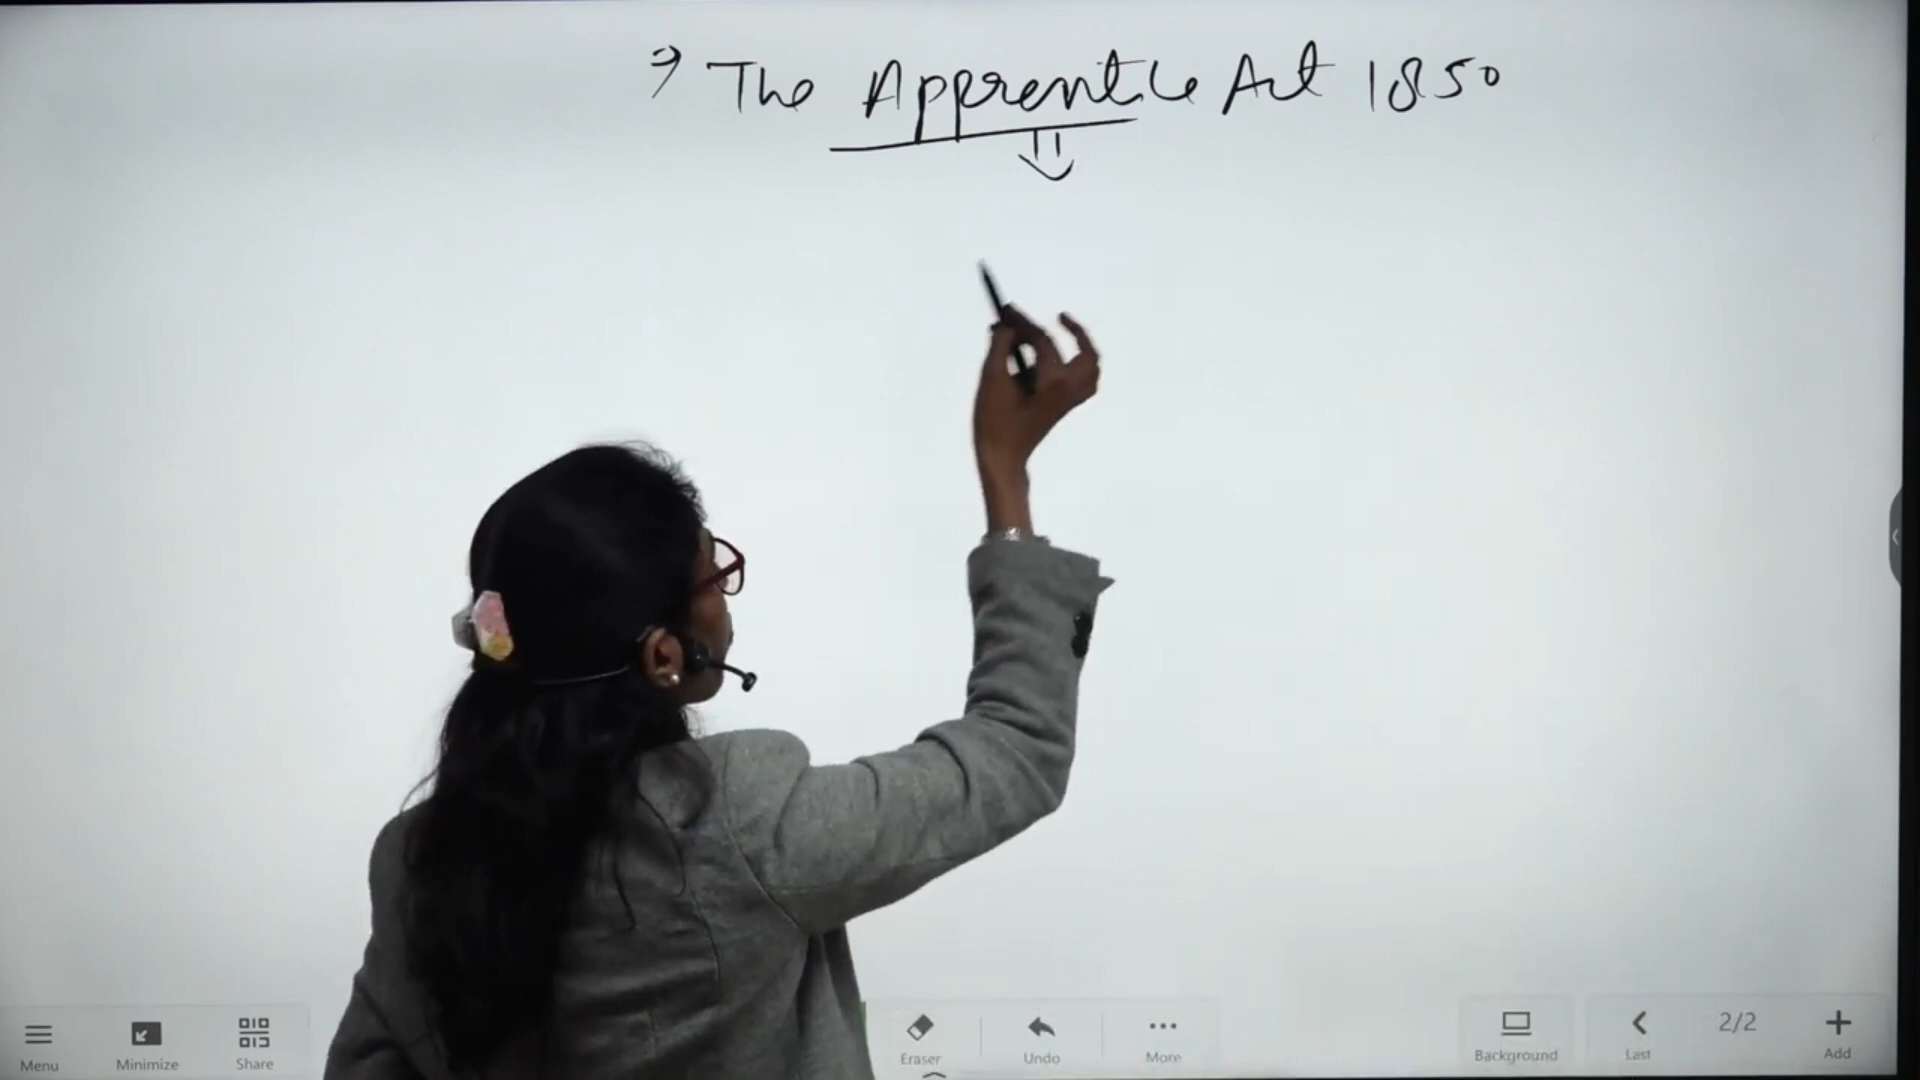 ⇒ The Apprentice Act 1850
Menu
Minimize
Share
Eraser
Undo
More
Background
Last
2/2
Add